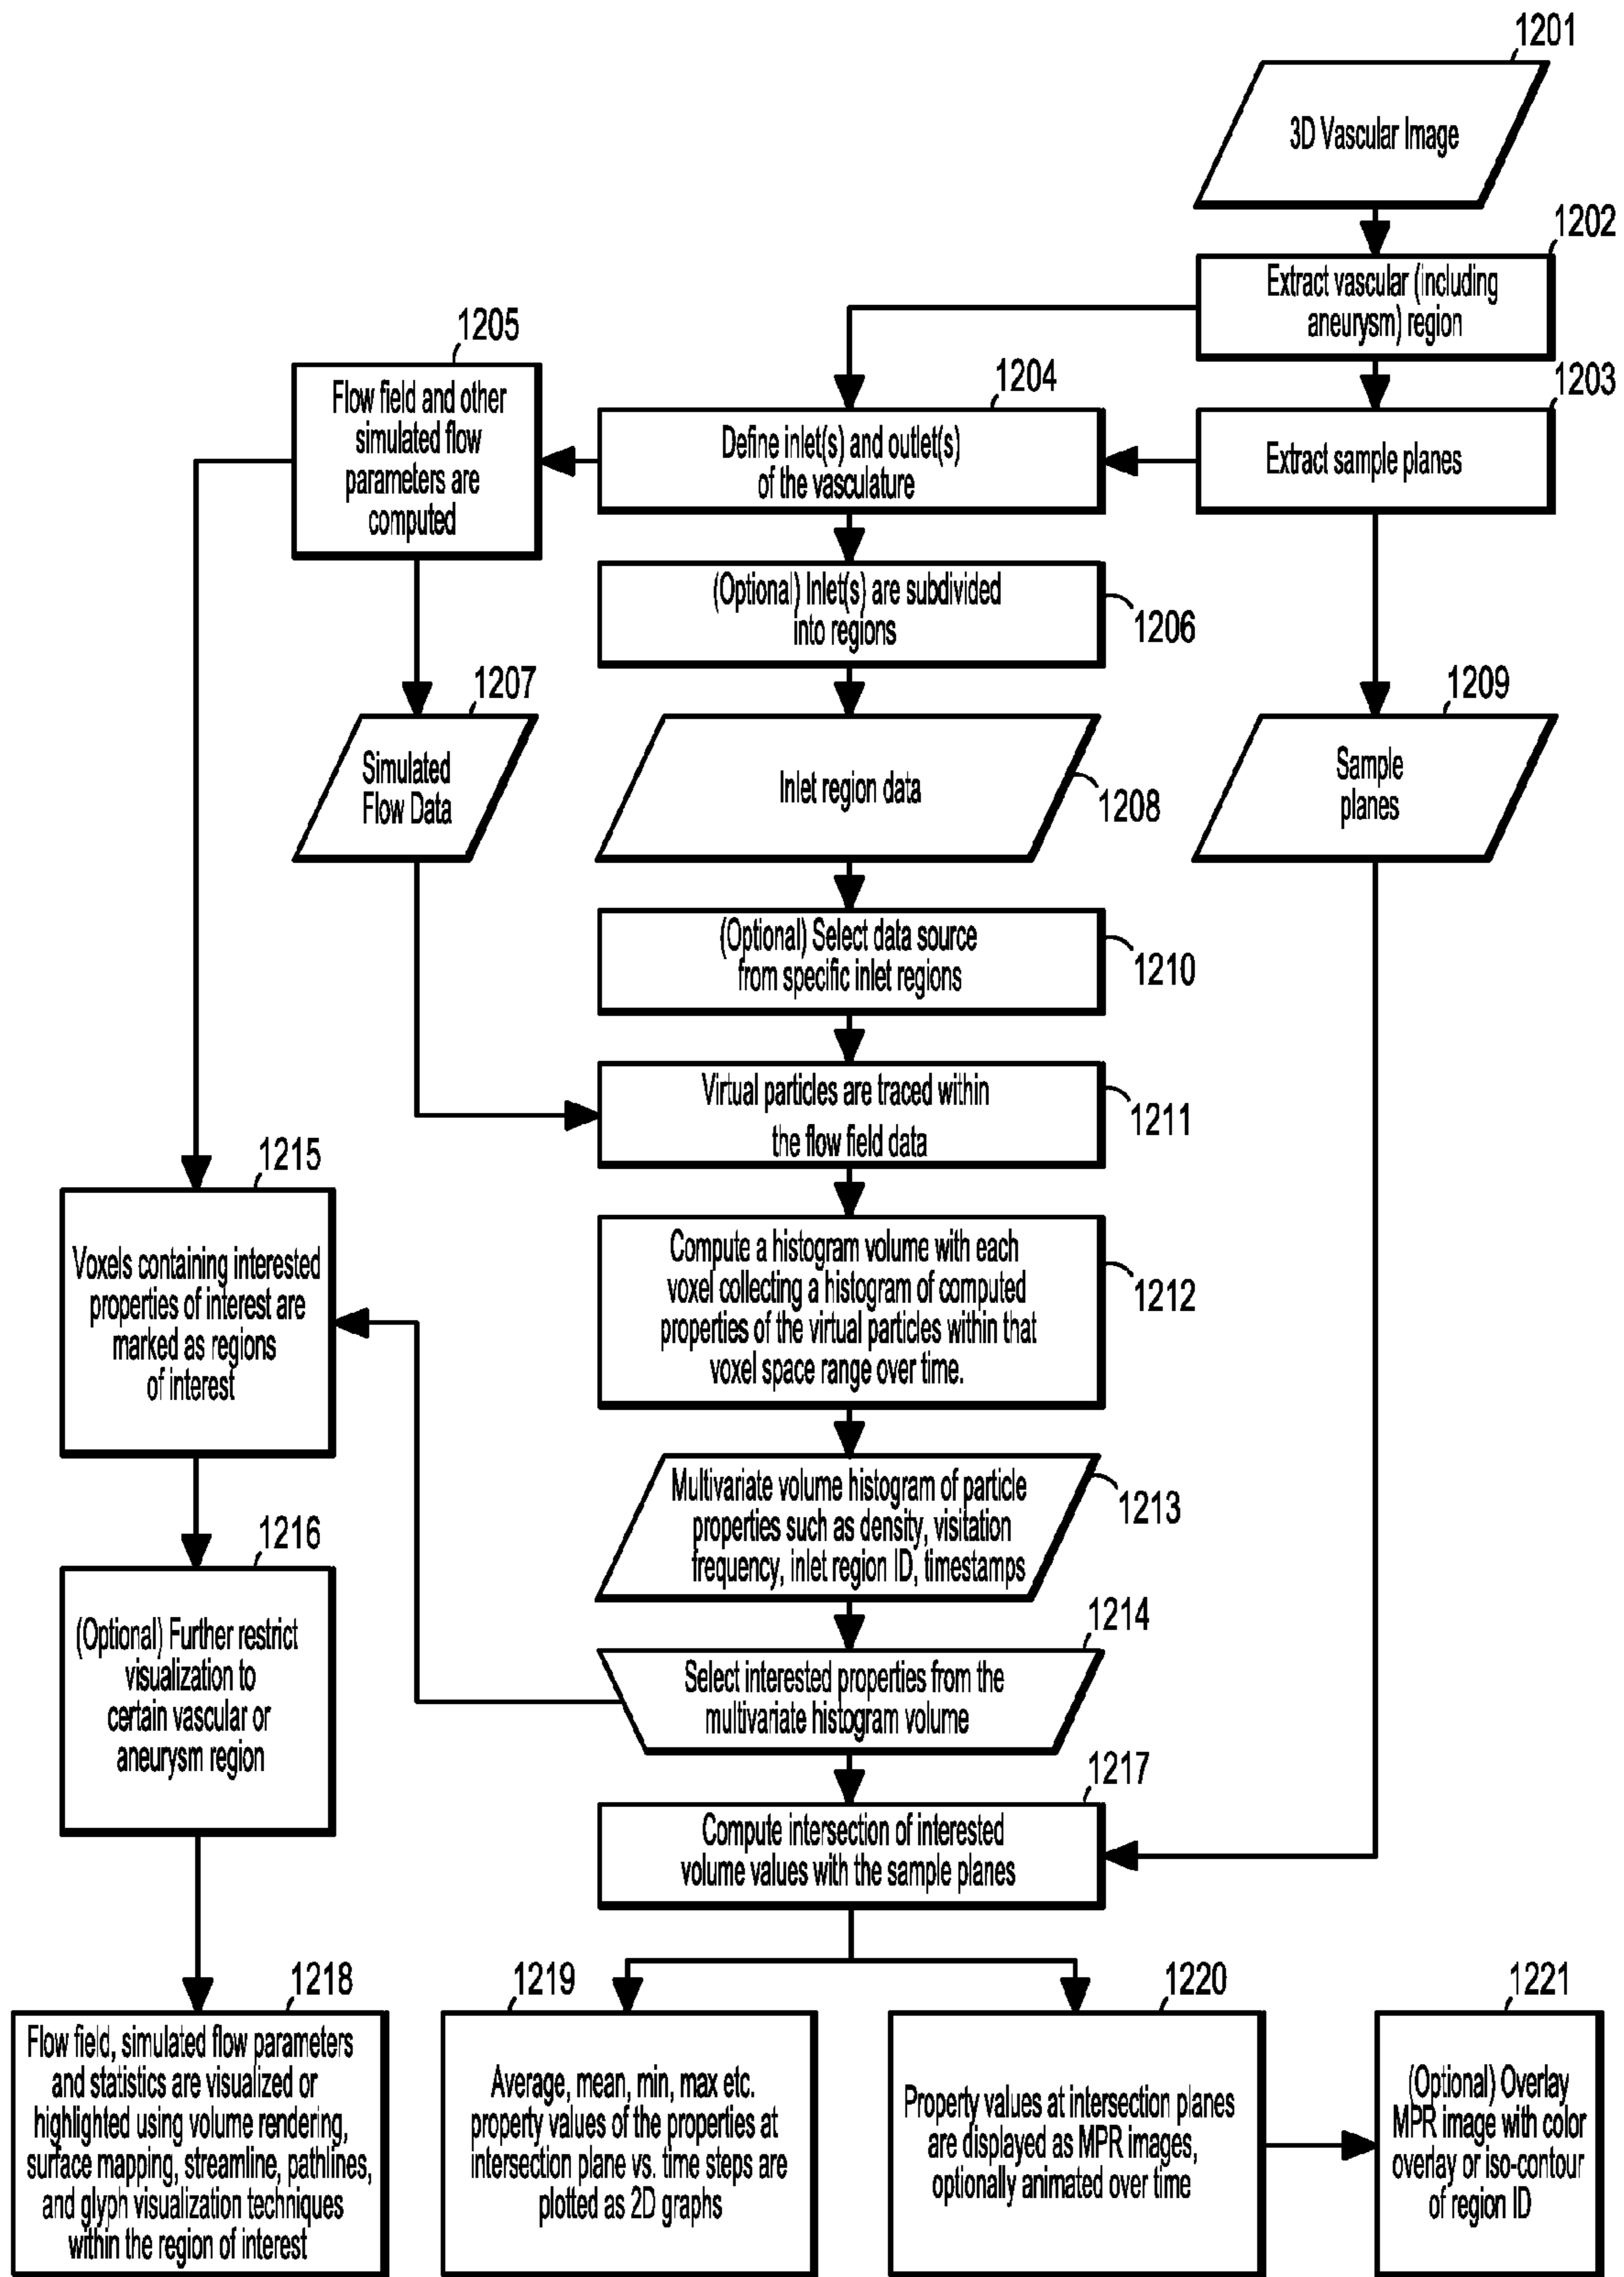 1201
3D Vascular Image
1202
Extract vascular (including
aneurysm) region
1203
Extract sample planes
1204
Define inlet(s) and outlet(s)
of the vasculature
1205
Flow field and other
simulated flow
parameters are
computed
(Optional) Inlet(s) are subdivided
into regions
1206
1207
Simulated
Flow Data
Inlet region data
1208
1209
Sample
planes
(Optional) Select data source
from specific inlet regions
1210
Virtual particles are traced within
the flow field data
1211
Compute a histogram volume with each
voxel collecting a histogram of computed
properties of the virtual particles within that
voxel space range over time.
1212
Multivariate volume histogram of particle
properties such as density, visitation
frequency, inlet region ID, timestamps
1213
1214
Select interested properties from the
multivariate histogram volume
1215
Voxels containing interested
properties of interest are
marked as regions
of interest
1216
(Optional) Further restrict
visualization to
certain vascular or
aneurysm region
1217
Compute intersection of interested
volume values with the sample planes
1218
Flow field, simulated flow parameters
and statistics are visualized or
highlighted using volume rendering,
surface mapping, streamline, pathlines,
and glyph visualization techniques
within the region of interest
1219
Average, mean, min, max etc.
property values of the properties at
intersection plane vs. time steps are
plotted as 2D graphs
1220
Property values at intersection planes
are displayed as MPR images,
optionally animated over time
1221
(Optional) Overlay
MPR image with color
overlay or iso-contour
of region ID